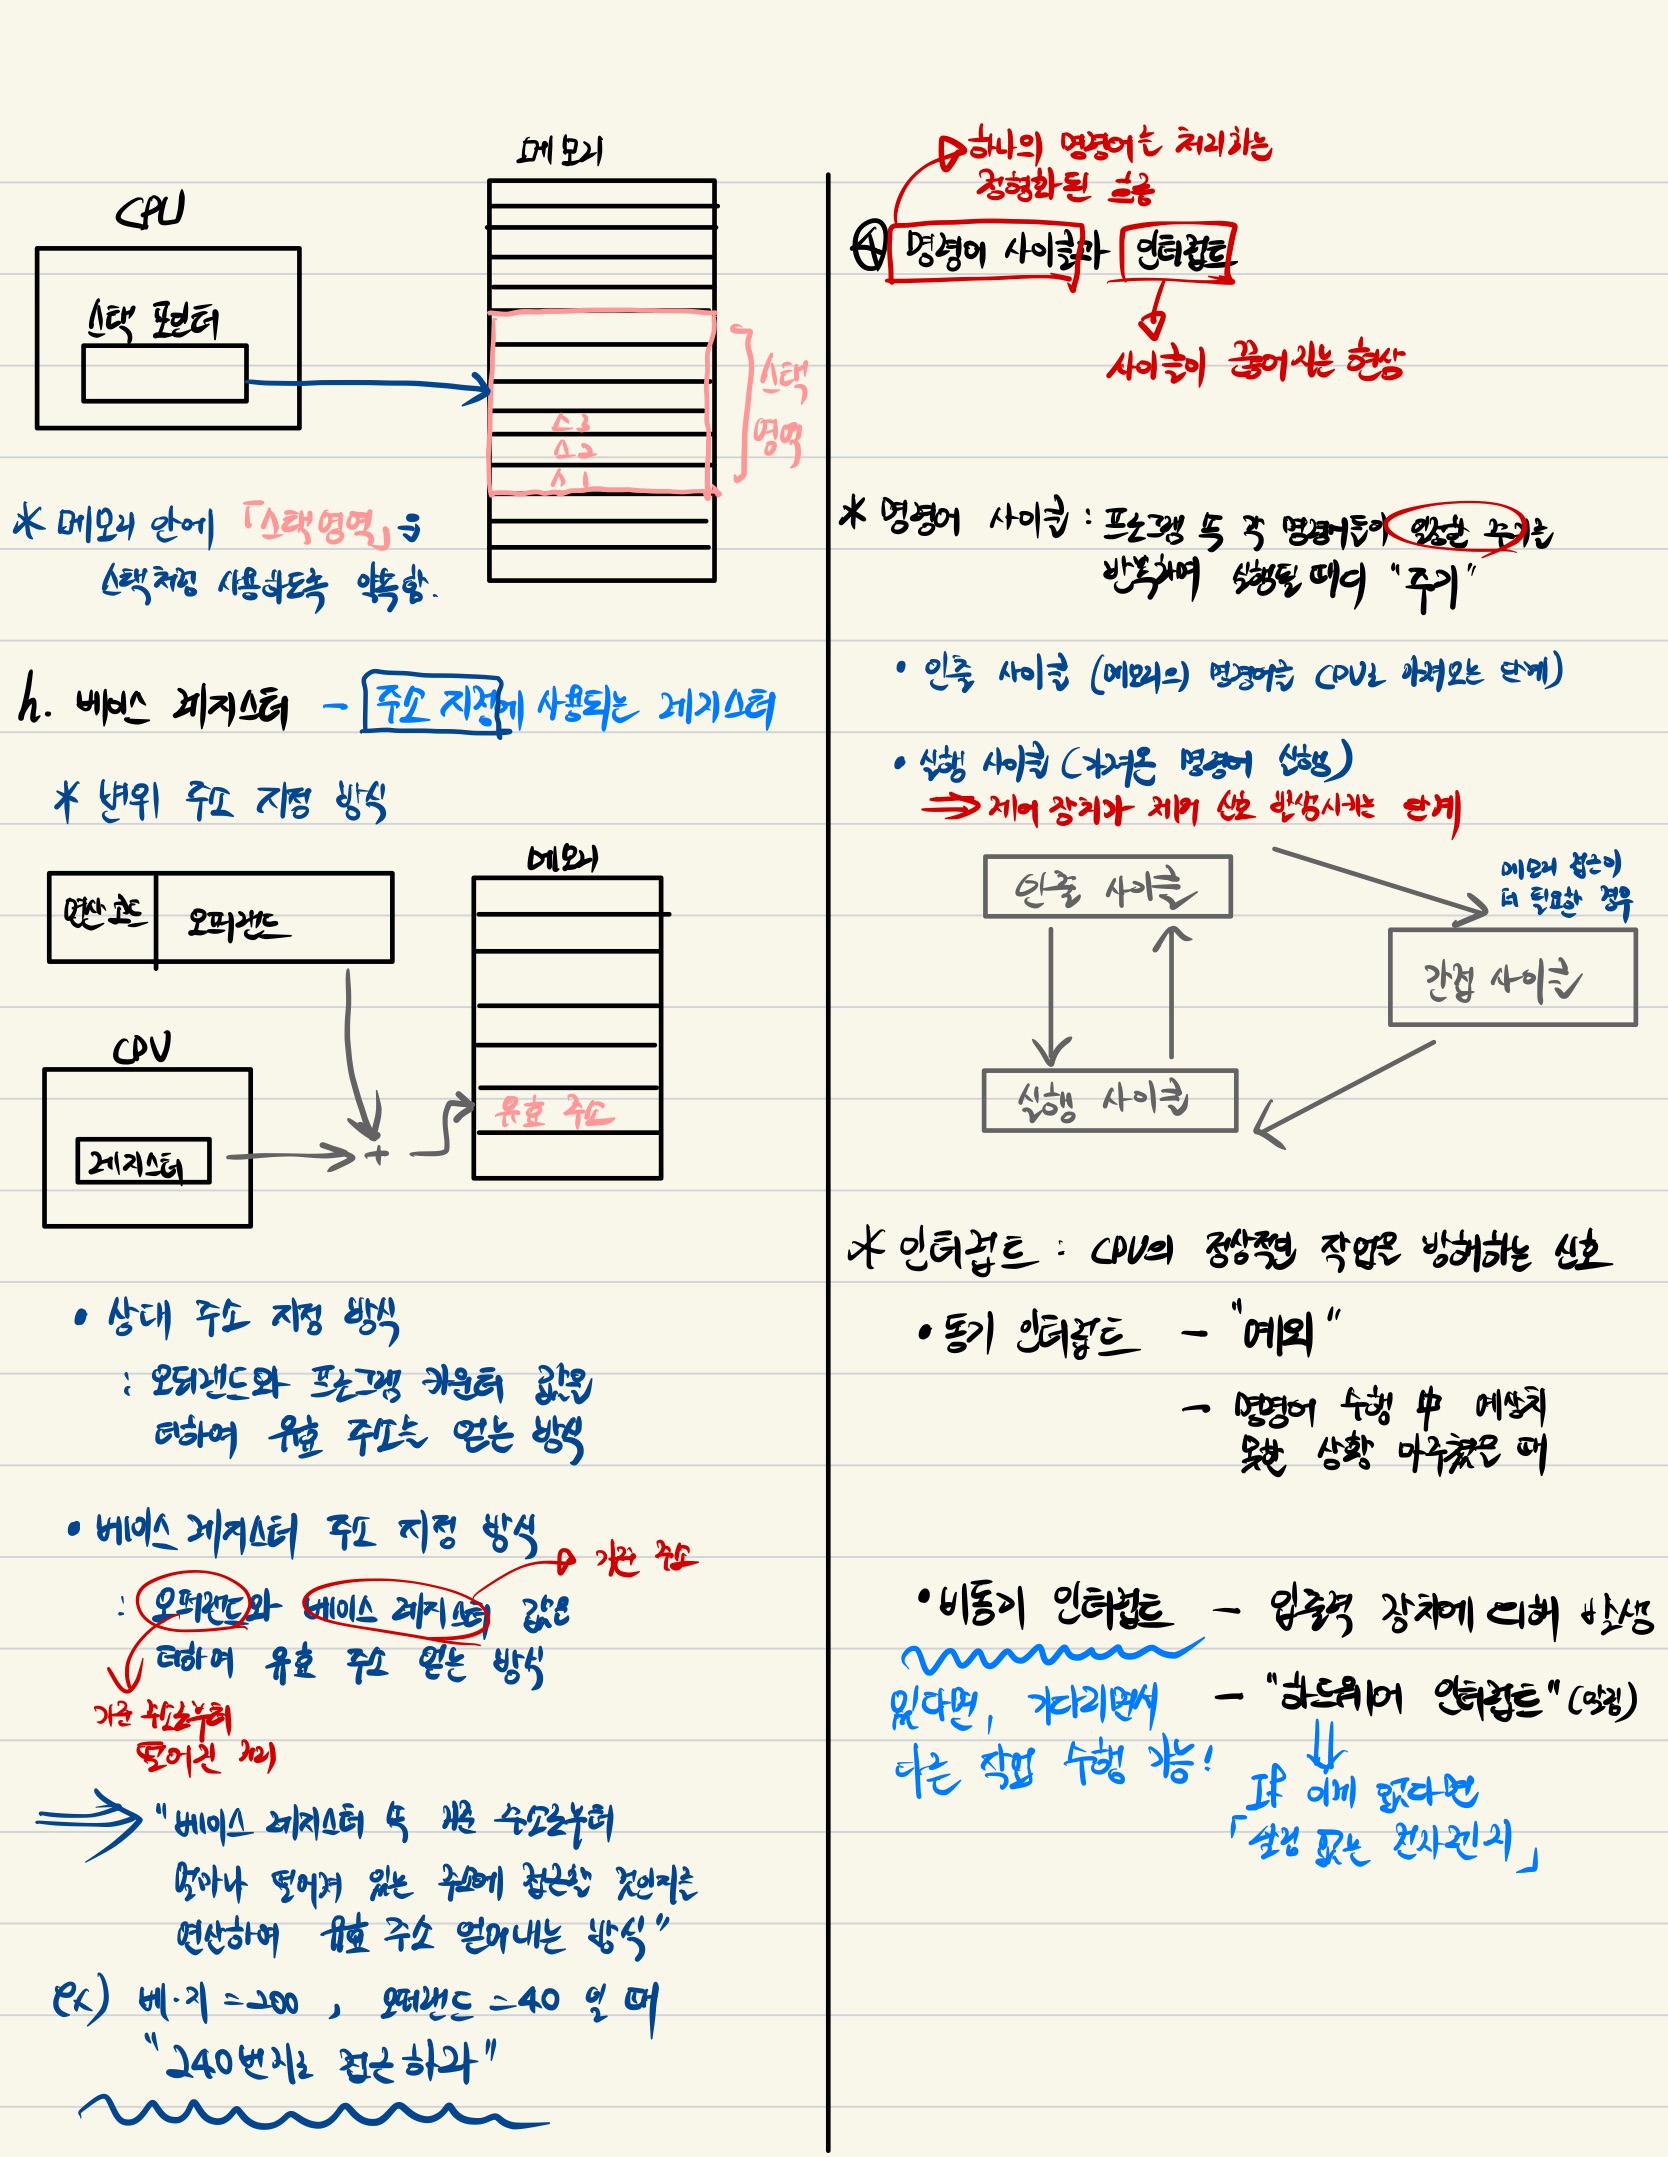 메모리
CPU
스택 포인터
스택
영역
스3
스2
스1
* 메모리 안에 「스택영역」을
스택처럼 사용하도록 약속함.
h. 베이스 레지스터 - 주소 지정에 사용되는 레지스터
* 변위 주소 지정 방식
메모리
연산 코드 오퍼랜드
CPU
레지스터
+
유효 주소
• 상대 주소 지정 방식
: 오퍼랜드와 프로그램 카운터 값을
더하여 유효 주소를 얻는 방식
• 베이스 레지스터 주소 지정 방식
기준 주소
: 오퍼랜드와 베이스 레지스터 값을
더하여 유효 주소 얻는 방식
기준 주소로부터
떨어진 거리
"베이스 레지스터 속 기준 주소로부터
얼마나 떨어져 있는 주소에 접근할 것인지를
연산하여 유효 주소 얻어내는 방식"
ex) 베·지 = 200, 오퍼랜드 = 40 일 때
"240번지로 접근하라"
하나의 명령어는 처리하는
정형화된 흐름
④ 명령어 사이클과 인터럽트
사이클이 끊어지는 현상
* 명령어 사이클 : 프로그램 속 각 명령어들이 일정한 주기를
반복하며 실행될 때의 "주기"
• 인출 사이클 (메모리의 명령어를 CPU로 가져오는 단계)
• 실행 사이클 (가져온 명령어 실행)
⇒ 제어 장치가 제어 신호 발생시키는 단계
인출 사이클
메모리 접근이
더 필요한 경우
간접 사이클
실행 사이클
* 인터럽트 : CPU의 정상적인 작업을 방해하는 신호
• 동기 인터럽트 - "예외"
- 명령어 수행 中 예상치
못한 상황 마주쳤을 때
• 비동기 인터럽트 - 입출력 장치에 의해 발생
- "하드웨어 인터럽트" (알림)
있다면, 기다리면서
다른 작업 수행 가능!
IF 이게 없다면
「알림 없는 전자렌지」